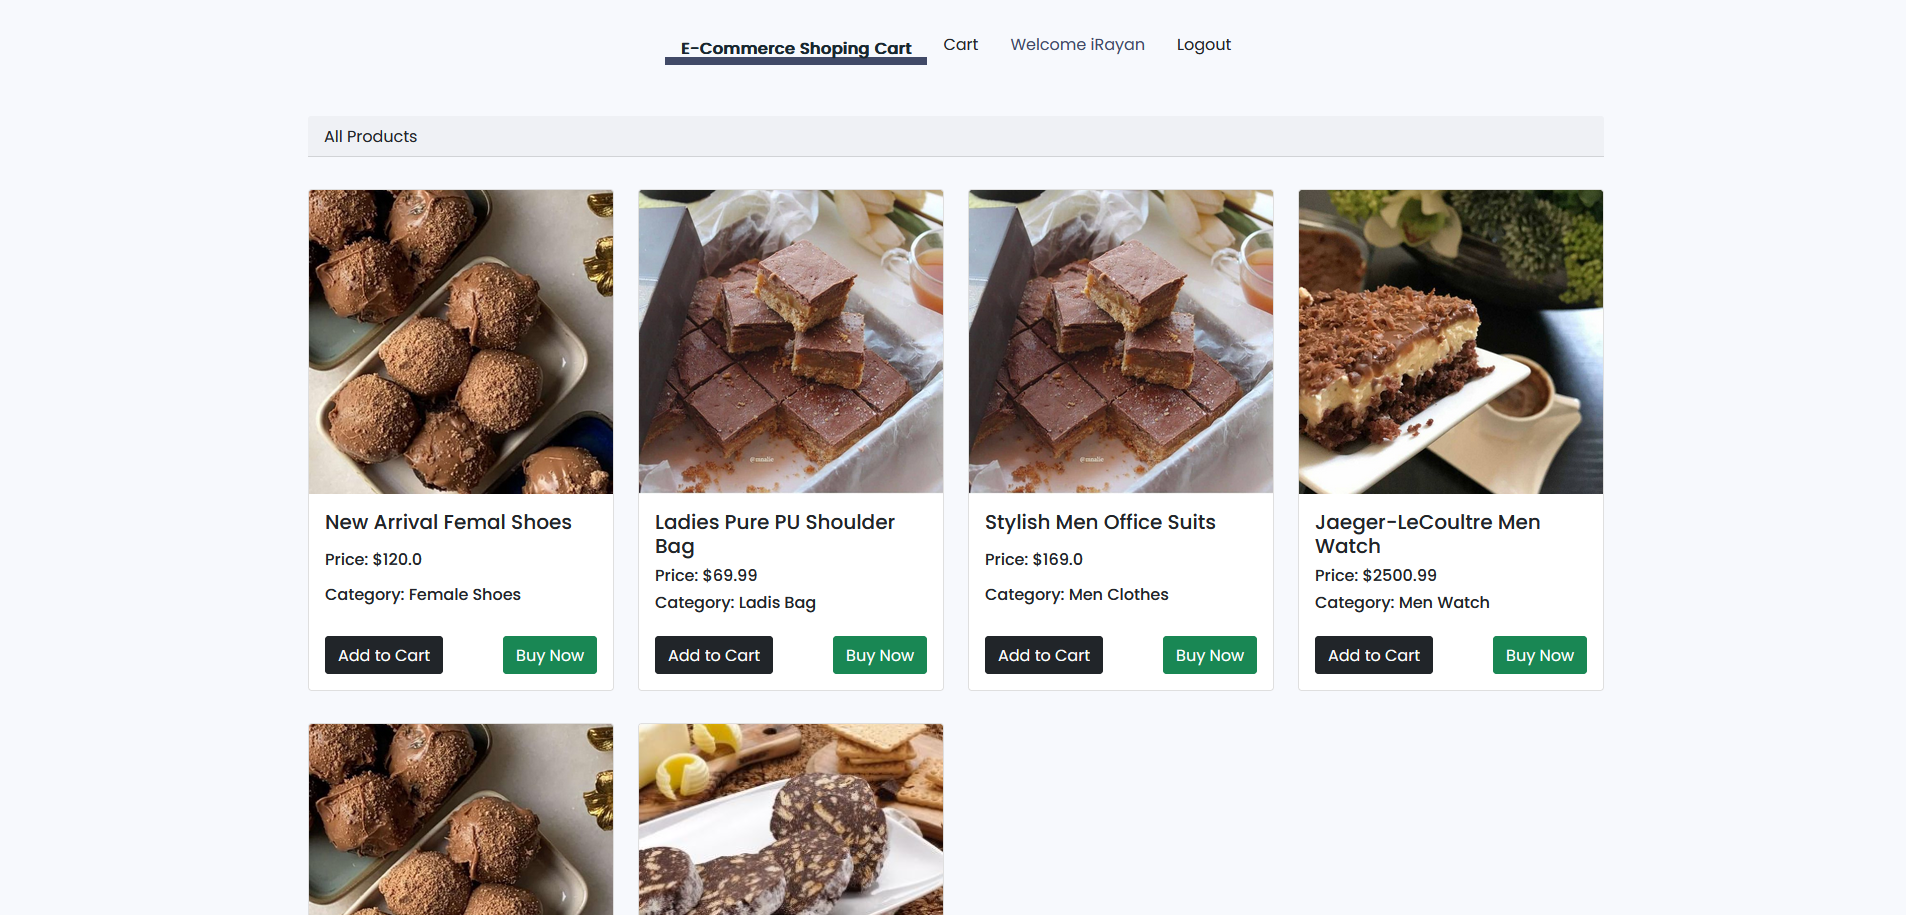 E-Commerce Shoping Cart Cart Welcome iRayan Logout
All Products
New Arrival Femal Shoes
Price: $120.0
Category: Female Shoes
Add to Cart Buy Now
Ladies Pure PU Shoulder
Bag
Price: $69.99
Category: Ladis Bag
Add to Cart Buy Now
Stylish Men Office Suits
Price: $169.0
Category: Men Clothes
Add to Cart Buy Now
Jaeger-LeCoultre Men
Watch
Price: $2500.99
Category: Men Watch
Add to Cart Buy Now